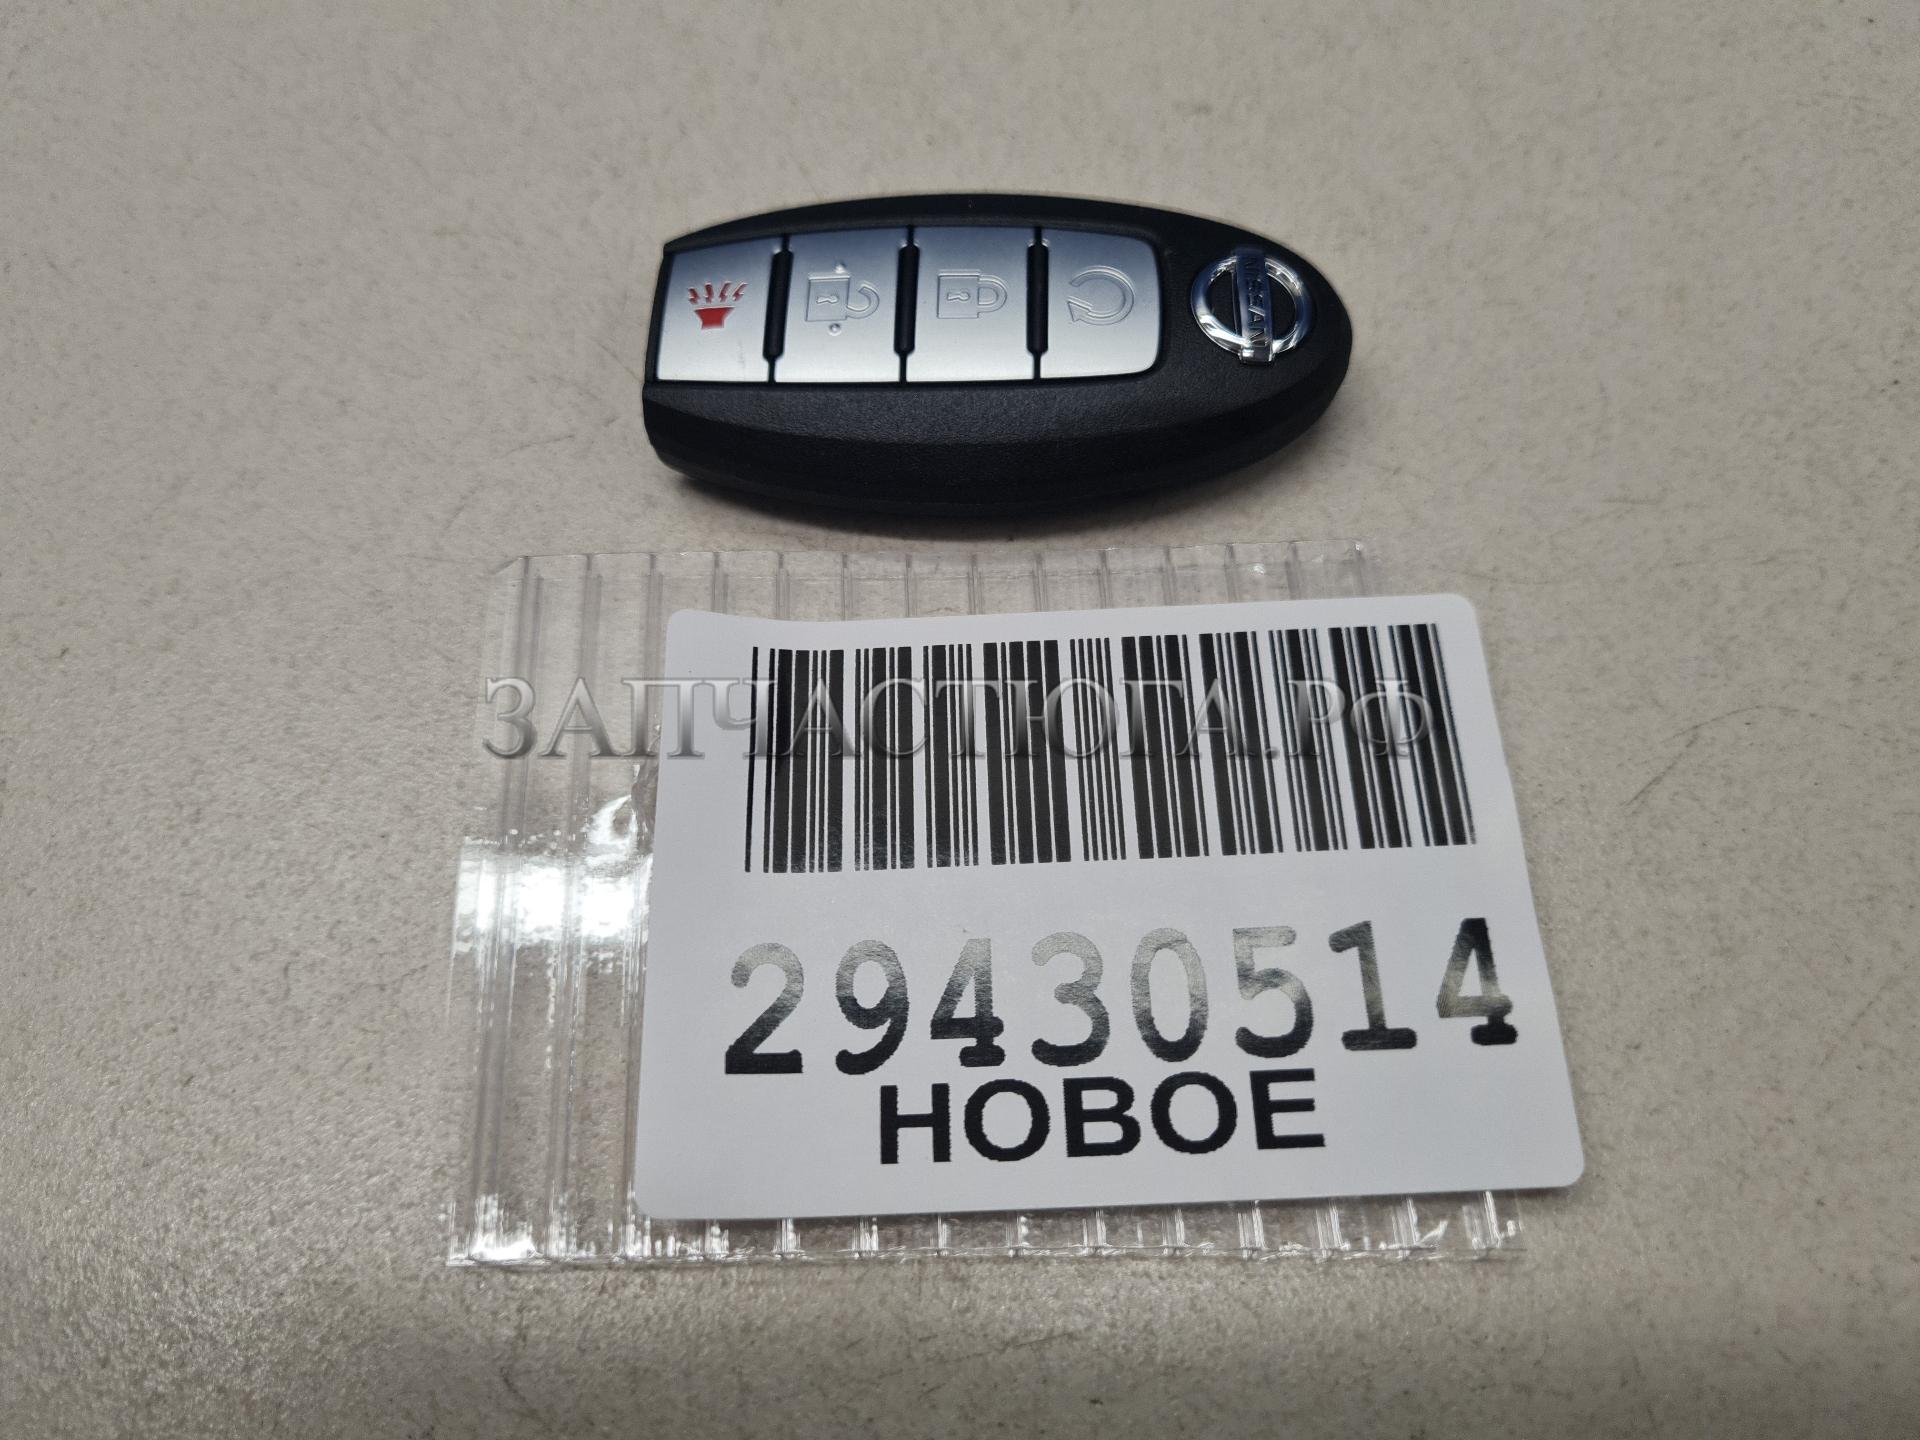 NISSAN
ЗАПЧАСТЮГА.РФ
29430514
НОВОЕ